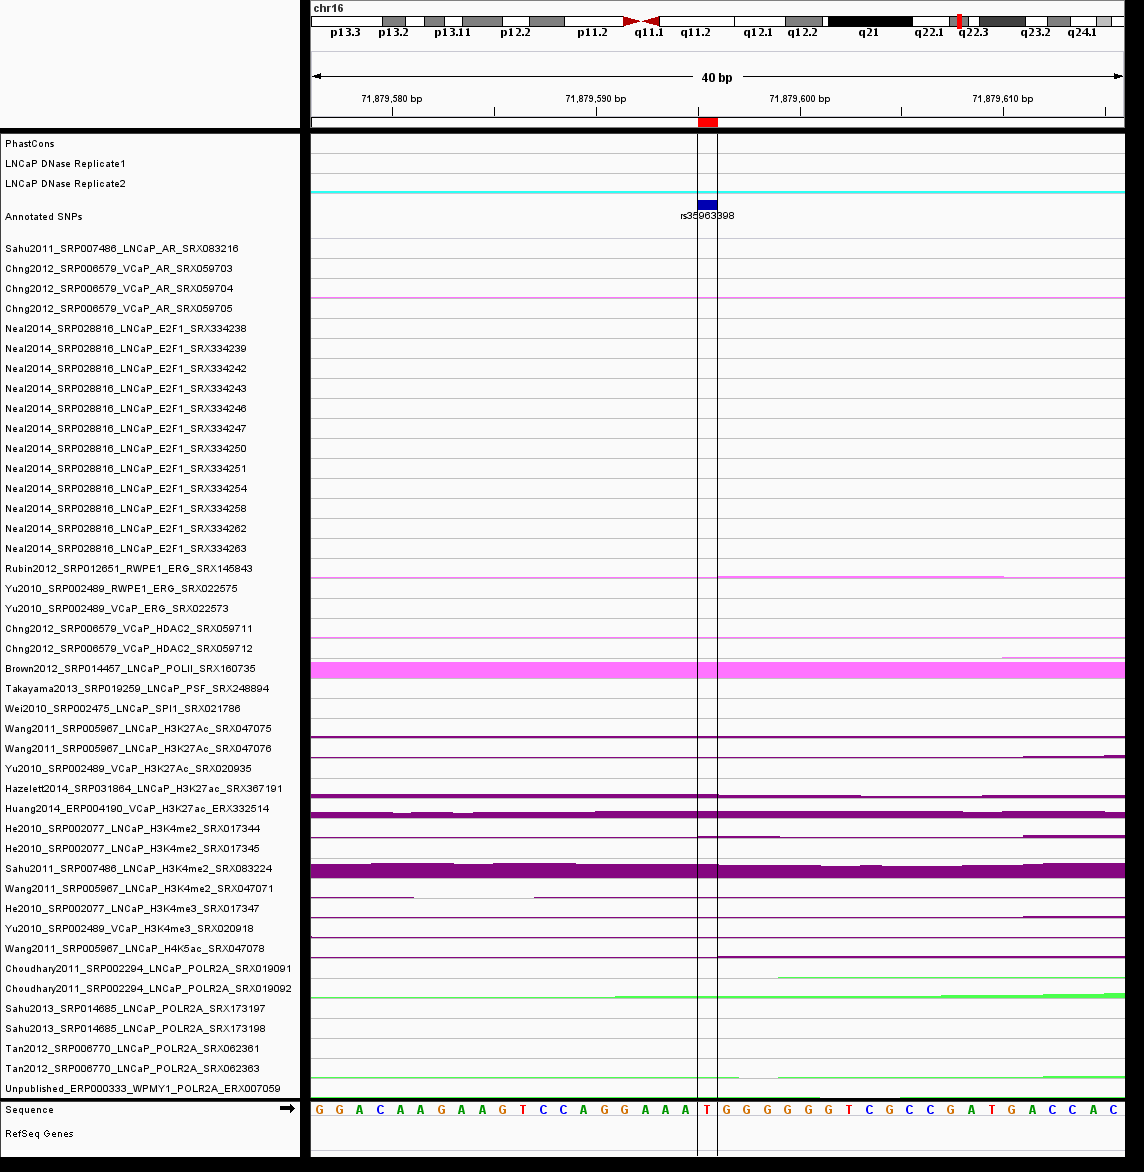 chr16
p13.3 p13.2 p13.11 p12.2 p11.2 q11.1 q11.2 q12.1 q12.2 q21 q22.1 q22.3 q23.2 q24.1
40 bp
71,879,580 bp 71,879,590 bp 71,879,600 bp 71,879,610 bp
PhastCons
LNCaP DNase Replicate1
LNCaP DNase Replicate2
Annotated SNPs
rs35963398
Sahu2011_SRP007486_LNCaP_AR_SRX083216
Chng2012_SRP006579_VCaP_AR_SRX059703
Chng2012_SRP006579_VCaP_AR_SRX059704
Chng2012_SRP006579_VCaP_AR_SRX059705
Neal2014_SRP028816_LNCaP_E2F1_SRX334238
Neal2014_SRP028816_LNCaP_E2F1_SRX334239
Neal2014_SRP028816_LNCaP_E2F1_SRX334242
Neal2014_SRP028816_LNCaP_E2F1_SRX334243
Neal2014_SRP028816_LNCaP_E2F1_SRX334246
Neal2014_SRP028816_LNCaP_E2F1_SRX334247
Neal2014_SRP028816_LNCaP_E2F1_SRX334250
Neal2014_SRP028816_LNCaP_E2F1_SRX334251
Neal2014_SRP028816_LNCaP_E2F1_SRX334254
Neal2014_SRP028816_LNCaP_E2F1_SRX334258
Neal2014_SRP028816_LNCaP_E2F1_SRX334262
Neal2014_SRP028816_LNCaP_E2F1_SRX334263
Rubin2012_SRP012651_RWPE1_ERG_SRX145843
Yu2010_SRP002489_RWPE1_ERG_SRX022575
Yu2010_SRP002489_VCaP_ERG_SRX022573
Chng2012_SRP006579_VCaP_HDAC2_SRX059711
Chng2012_SRP006579_VCaP_HDAC2_SRX059712
Brown2012_SRP014457_LNCaP_POLII_SRX160735
Takayama2013_SRP019259_LNCaP_PSF_SRX248894
Wei2010_SRP002475_LNCaP_SPI1_SRX021786
Wang2011_SRP005967_LNCaP_H3K27Ac_SRX047075
Wang2011_SRP005967_LNCaP_H3K27Ac_SRX047076
Yu2010_SRP002489_VCaP_H3K27Ac_SRX020935
Hazelett2014_SRP031864_LNCaP_H3K27ac_SRX367191
Huang2014_ERP004190_VCaP_H3K27ac_ERX332514
He2010_SRP002077_LNCaP_H3K4me2_SRX017344
He2010_SRP002077_LNCaP_H3K4me2_SRX017345
Sahu2011_SRP007486_LNCaP_H3K4me2_SRX083224
Wang2011_SRP005967_LNCaP_H3K4me2_SRX047071
He2010_SRP002077_LNCaP_H3K4me3_SRX017347
Yu2010_SRP002489_VCaP_H3K4me3_SRX020918
Wang2011_SRP005967_LNCaP_H4K5ac_SRX047078
Choudhary2011_SRP002294_LNCaP_POLR2A_SRX019091
Choudhary2011_SRP002294_LNCaP_POLR2A_SRX019092
Sahu2013_SRP014685_LNCaP_POLR2A_SRX173197
Sahu2013_SRP014685_LNCaP_POLR2A_SRX173198
Tan2012_SRP006770_LNCaP_POLR2A_SRX062361
Tan2012_SRP006770_LNCaP_POLR2A_SRX062363
Unpublished_ERP000333_WPMY1_POLR2A_ERX007059
Sequence G G A C A A G A A G T C C A G G A A A T G G G G G G T C G C C G A T G A C C A C
RefSeq Genes